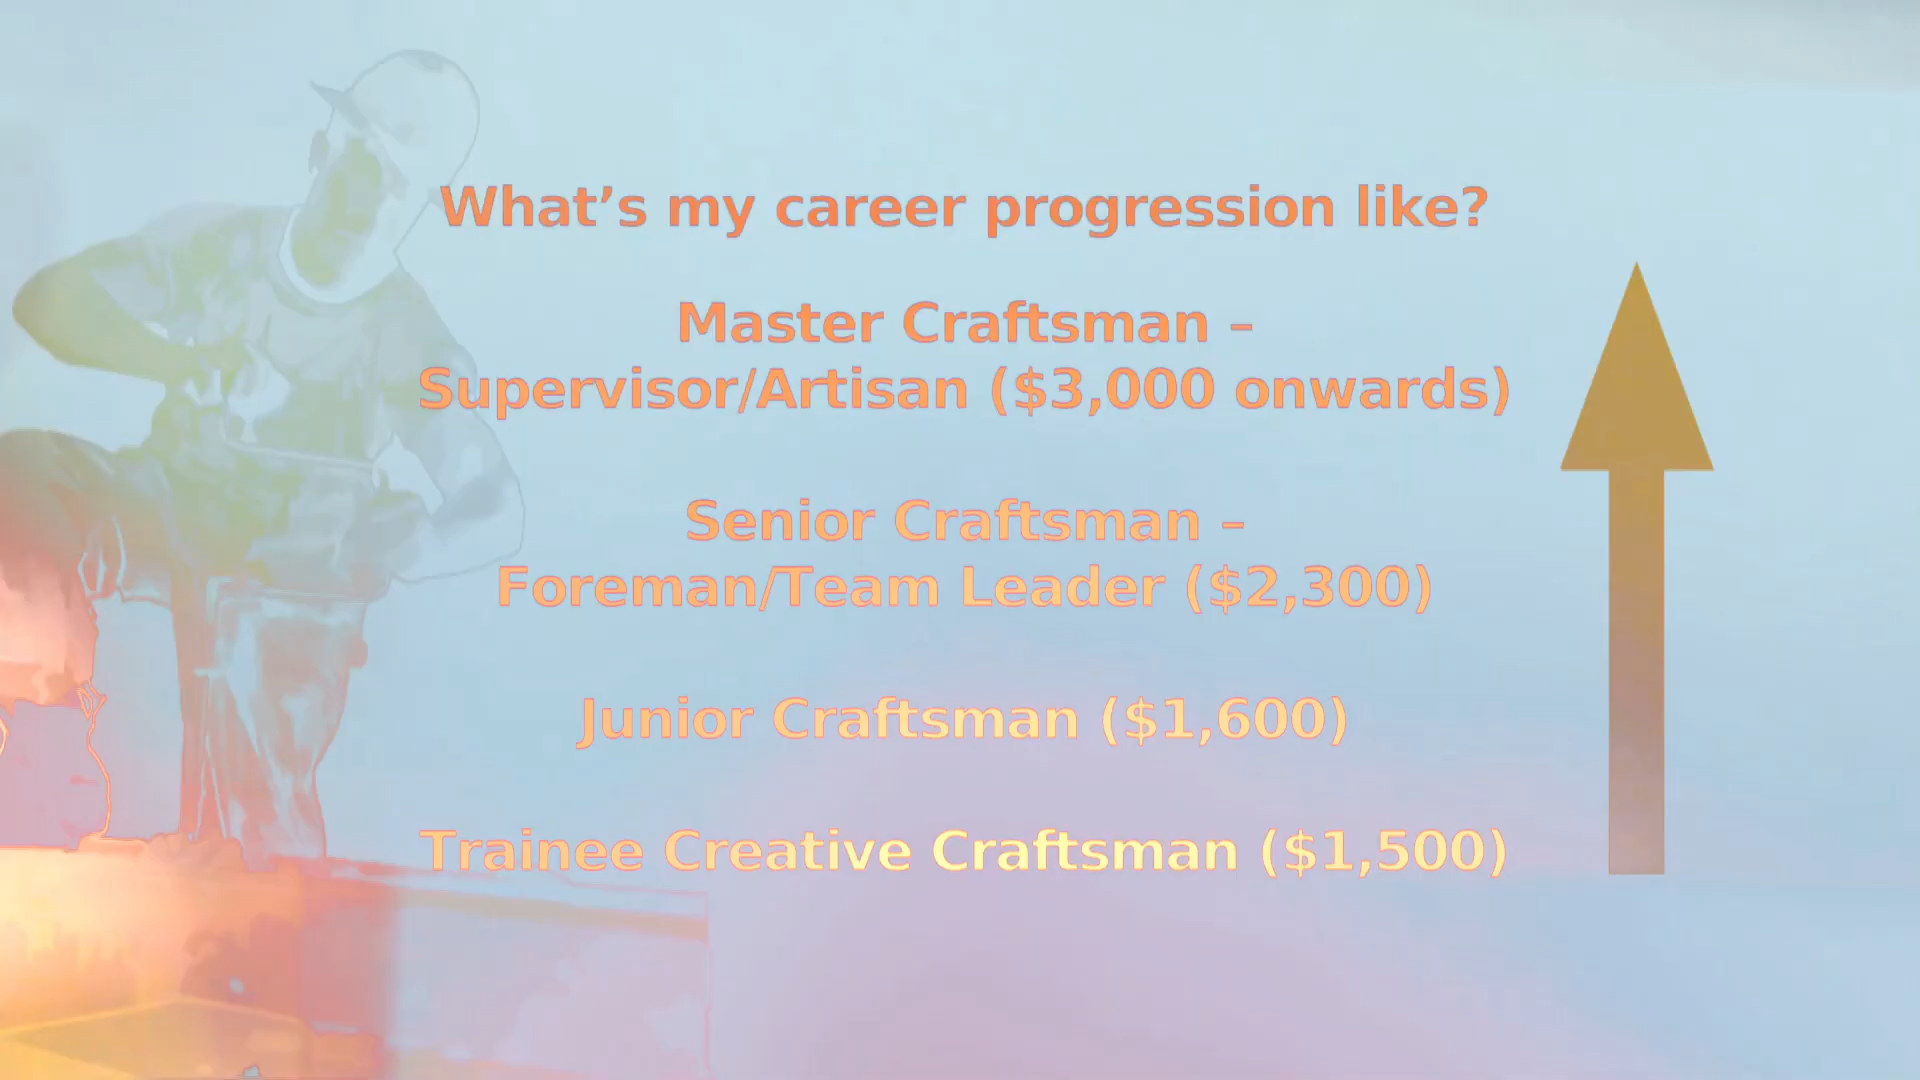 What’s my career progression like?
Master Craftsman –
Supervisor/Artisan ($3,000 onwards)
Senior Craftsman –
Foreman/Team Leader ($2,300)
Junior Craftsman ($1,600)
Trainee Creative Craftsman ($1,500)